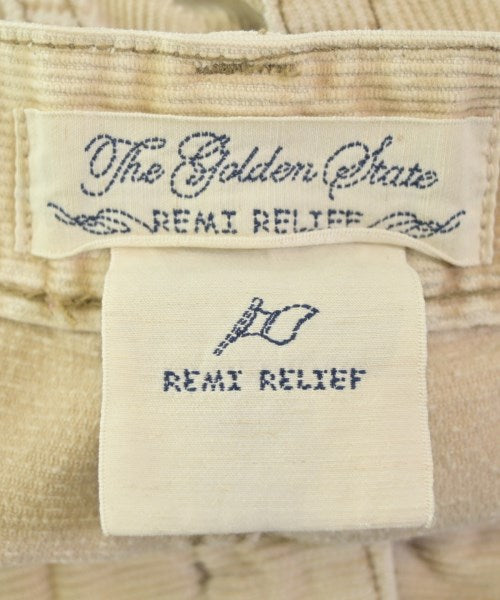 The Golden State
REMI RELIEF
REMI RELIEF